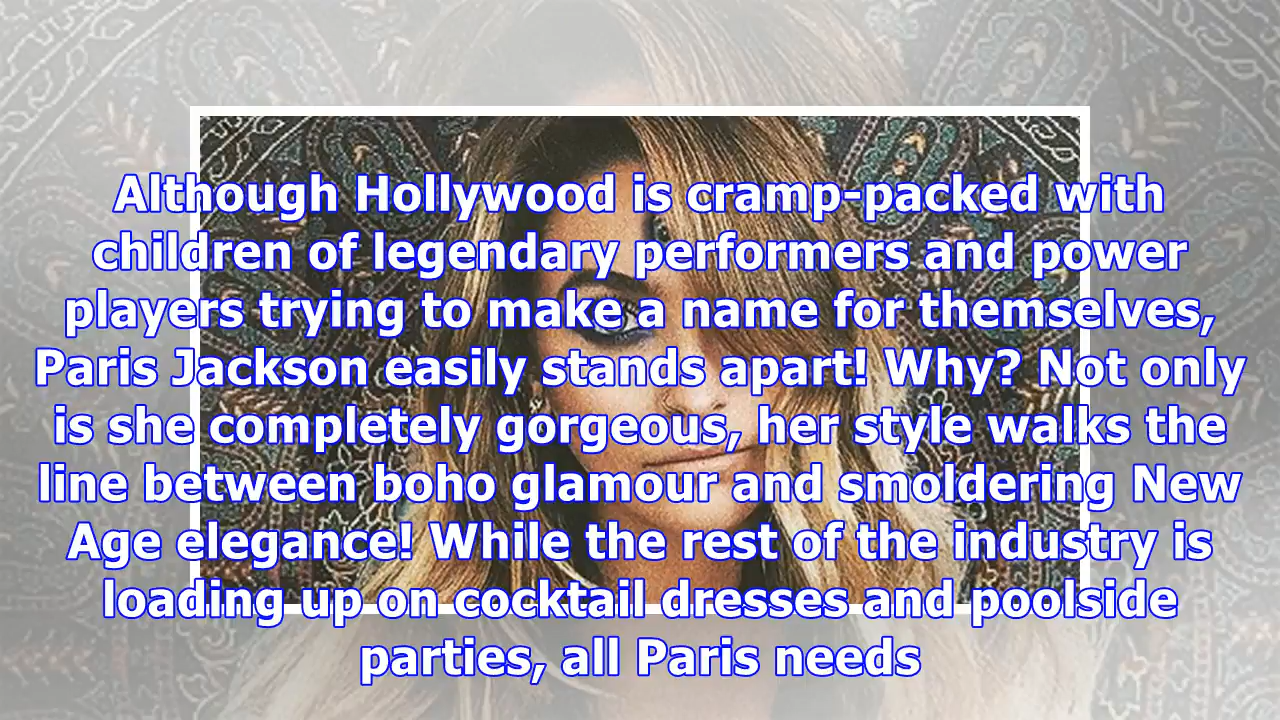 Although Hollywood is cramp-packed with
children of legendary performers and power
players trying to make a name for themselves,
Paris Jackson easily stands apart! Why? Not only
is she completely gorgeous, her style walks the
line between boho glamour and smoldering New
Age elegance! While the rest of the industry is
loading up on cocktail dresses and poolside
parties, all Paris needs